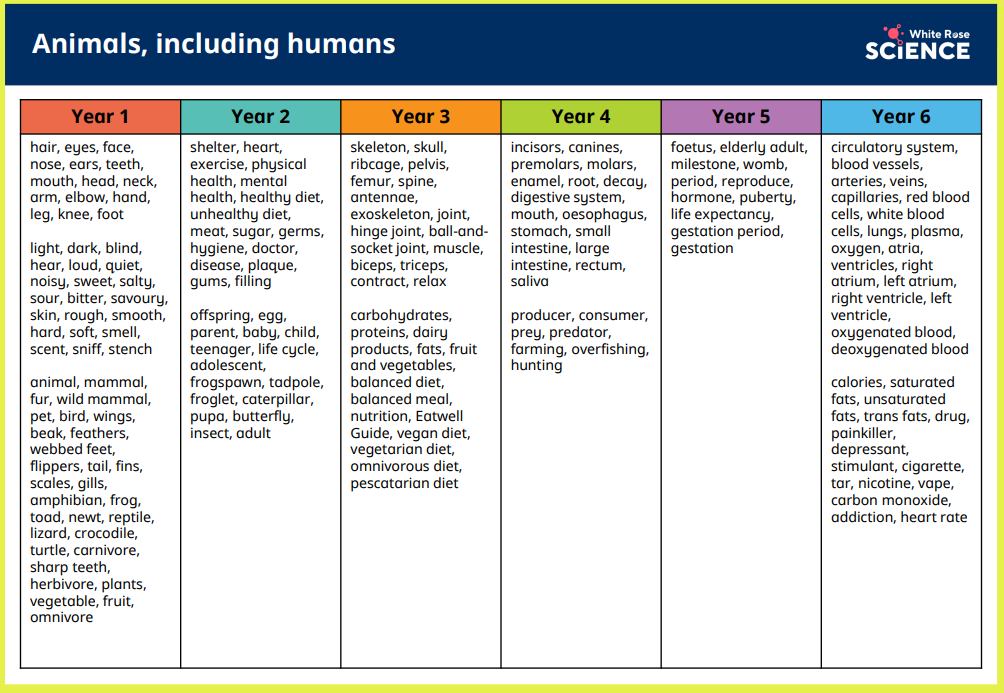 Animals, including humans
White Rose
SCIENCE
Year 1
hair, eyes, face,
nose, ears, teeth,
mouth, head, neck,
arm, elbow, hand,
leg, knee, foot
light, dark, blind,
hear, loud, quiet,
noisy, sweet, salty,
sour, bitter, savoury,
skin, rough, smooth,
hard, soft, smell,
scent, sniff, stench
animal, mammal,
fur, wild mammal,
pet, bird, wings,
beak, feathers,
webbed feet,
flippers, tail, fins,
scales, gills,
amphibian, frog,
toad, newt, reptile,
lizard, crocodile,
turtle, carnivore,
sharp teeth,
herbivore, plants,
vegetable, fruit,
omnivore
Year 2
shelter, heart,
exercise, physical
health, mental
health, healthy diet,
unhealthy diet,
meat, sugar, germs,
hygiene, doctor,
disease, plaque,
gums, filling
offspring, egg,
parent, baby, child,
teenager, life cycle,
adolescent,
frogspawn, tadpole,
froglet, caterpillar,
pupa, butterfly,
insect, adult
Year 3
skeleton, skull,
ribcage, pelvis,
femur, spine,
antennae,
exoskeleton, joint,
hinge joint, ball-and-
socket joint, muscle,
biceps, triceps,
contract, relax
carbohydrates,
proteins, dairy
products, fats, fruit
and vegetables,
balanced diet,
balanced meal,
nutrition, Eatwell
Guide, vegan diet,
vegetarian diet,
omnivorous diet,
pescatarian diet
Year 4
incisors, canines,
premolars, molars,
enamel, root, decay,
digestive system,
mouth, oesophagus,
stomach, small
intestine, large
intestine, rectum,
saliva
producer, consumer,
prey, predator,
farming, overfishing,
hunting
Year 5
foetus, elderly adult,
milestone, womb,
period, reproduce,
hormone, puberty,
life expectancy,
gestation period,
gestation
Year 6
circulatory system,
blood vessels,
arteries, veins,
capillaries, red blood
cells, white blood
cells, lungs, plasma,
oxygen, atria,
ventricles, right
atrium, left atrium,
right ventricle, left
ventricle,
oxygenated blood,
deoxygenated blood
calories, saturated
fats, unsaturated
fats, trans fats, drug,
painkiller,
depressant,
stimulant, cigarette,
tar, nicotine, vape,
carbon monoxide,
addiction, heart rate